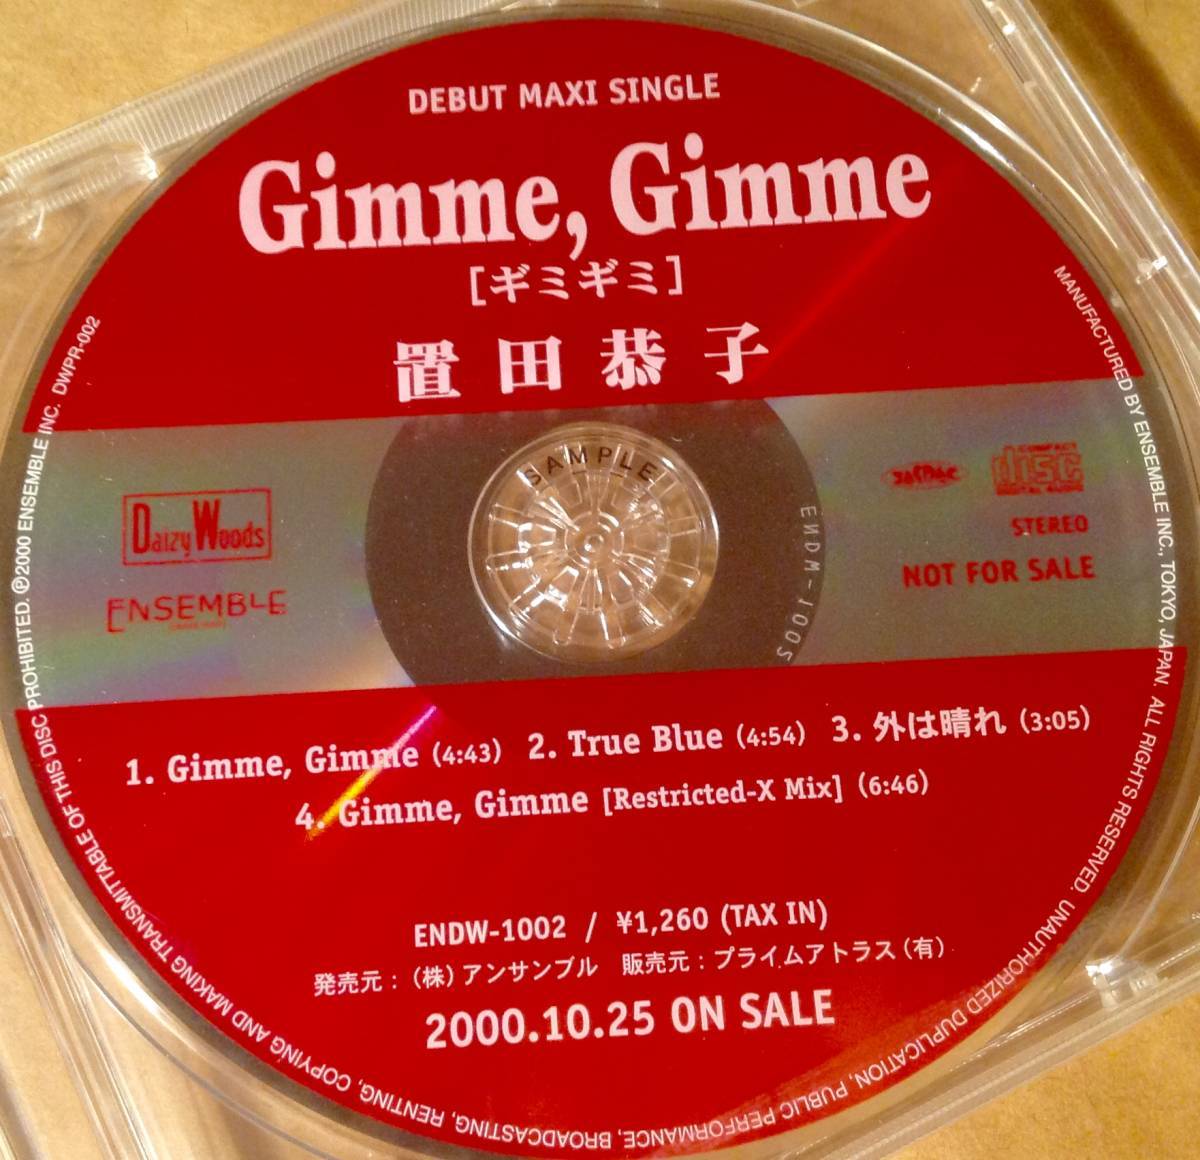 DEBUT MAXI SINGLE
Gimme, Gimme
[ギミギミ]
置田恭子
SAMPLE
Daizy Woods
ENSEMBLE
JASRAC
COMPACT
disc
DIGITAL AUDIO
STEREO
NOT FOR SALE
1. Gimme, Gimme (4:43) 2. True Blue (4:54) 3. 外は晴れ (3:05)
4. Gimme, Gimme [Restricted-X Mix] (6:46)
ENDW-1002 / ¥1,260 (TAX IN)
発売元：(株)アンサンブル 販売元：プライムアトラス(有)
2000.10.25 ON SALE
MANUFACTURED BY ENSEMBLE INC., TOKYO, JAPAN. ALL RIGHTS RESERVED. UNAUTHORIZED DUPLICATION, PUBLIC PERFORMANCE, BROADCASTING, RENTING, COPYING AND MAKING TRANSMITTABLE OF THIS DISC PROHIBITED. ℗2000 ENSEMBLE INC. DWPR-002